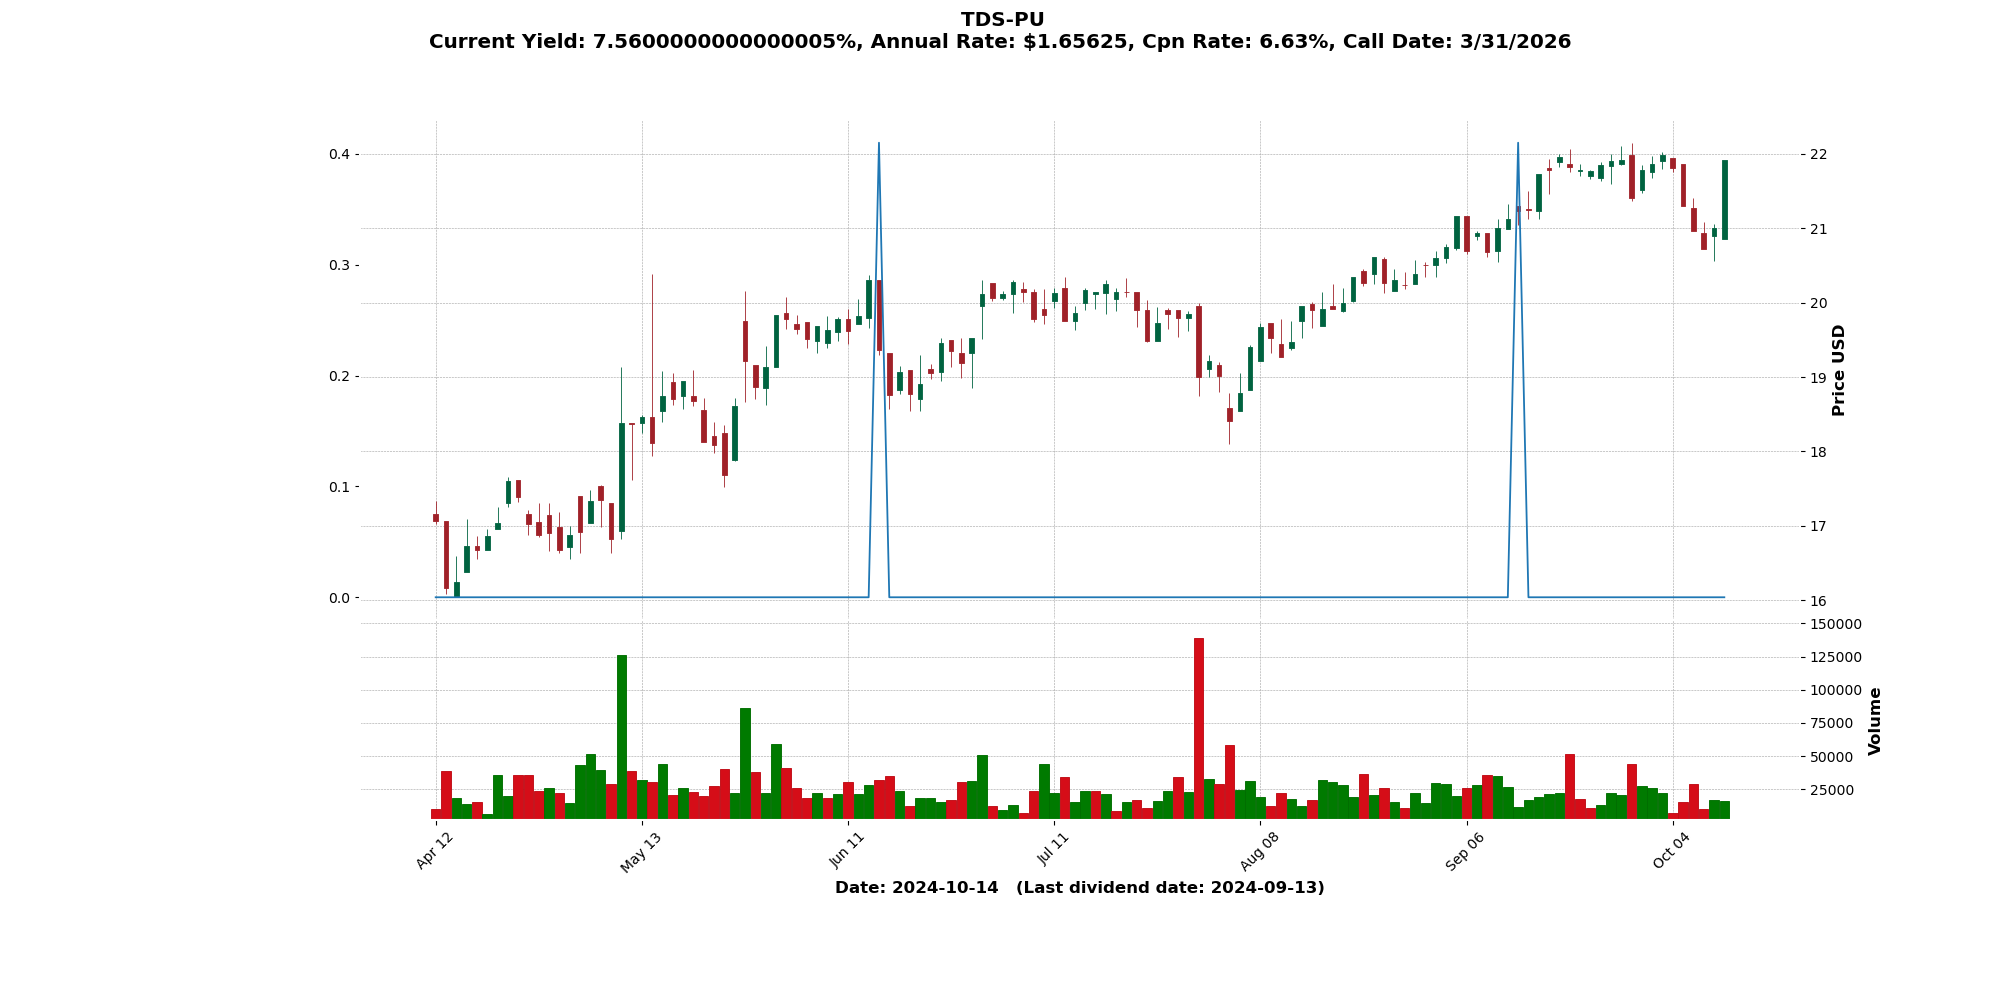 TDS-PU
Current Yield: 7.5600000000000005%, Annual Rate: $1.65625, Cpn Rate: 6.63%, Call Date: 3/31/2026
0.4
0.3
0.2
0.1
0.0
22
21
20
19
18
17
16
Price USD
150000
125000
100000
75000
50000
25000
Volume
Apr 12
May 13
Jun 11
Jul 11
Aug 08
Sep 06
Oct 04
Date: 2024-10-14 (Last dividend date: 2024-09-13)